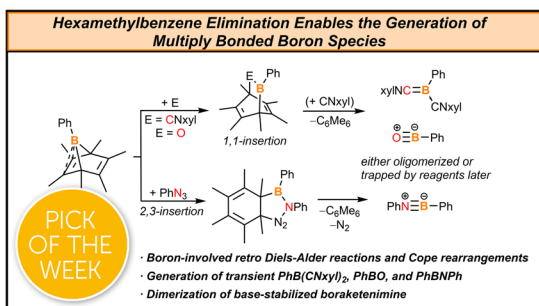 Hexamethylbenzene Elimination Enables the Generation of
Multiply Bonded Boron Species
Ph
B
+ E
E = CNxyl
E = O
E
B
Ph
1,1-insertion
(+ CNxyl)
−C6Me6
Ph
xylNC=B
CNxyl
⊕ ⊖
O≡B–Ph
either oligomerized or
trapped by reagents later
+ PhN3
2,3-insertion
Ph
B
NPh
N2
−C6Me6
−N2
⊕ ⊖
PhN≡BPh
PICK
OF THE
WEEK
· Boron-involved retro Diels-Alder reactions and Cope rearrangements
· Generation of transient PhB(CNxyl)2, PhBO, and PhBNPh
· Dimerization of base-stabilized boraketenimine